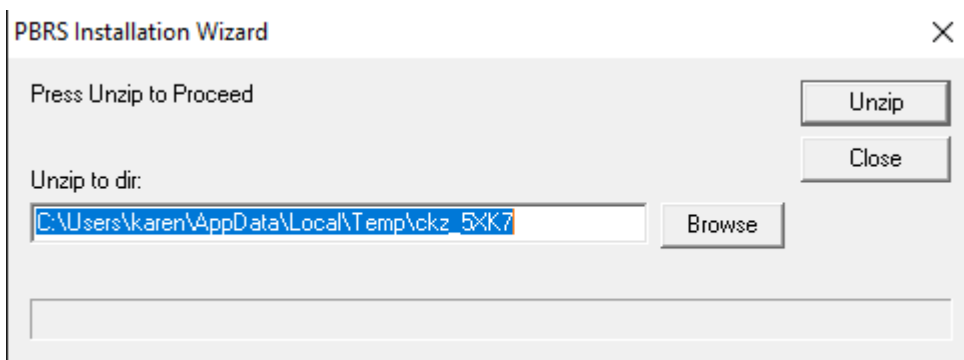 PBRS Installation Wizard
Press Unzip to Proceed
Unzip
Close
Unzip to dir:
C:\Users\karen\AppData\Local\Temp\ckz_5XK7
Browse